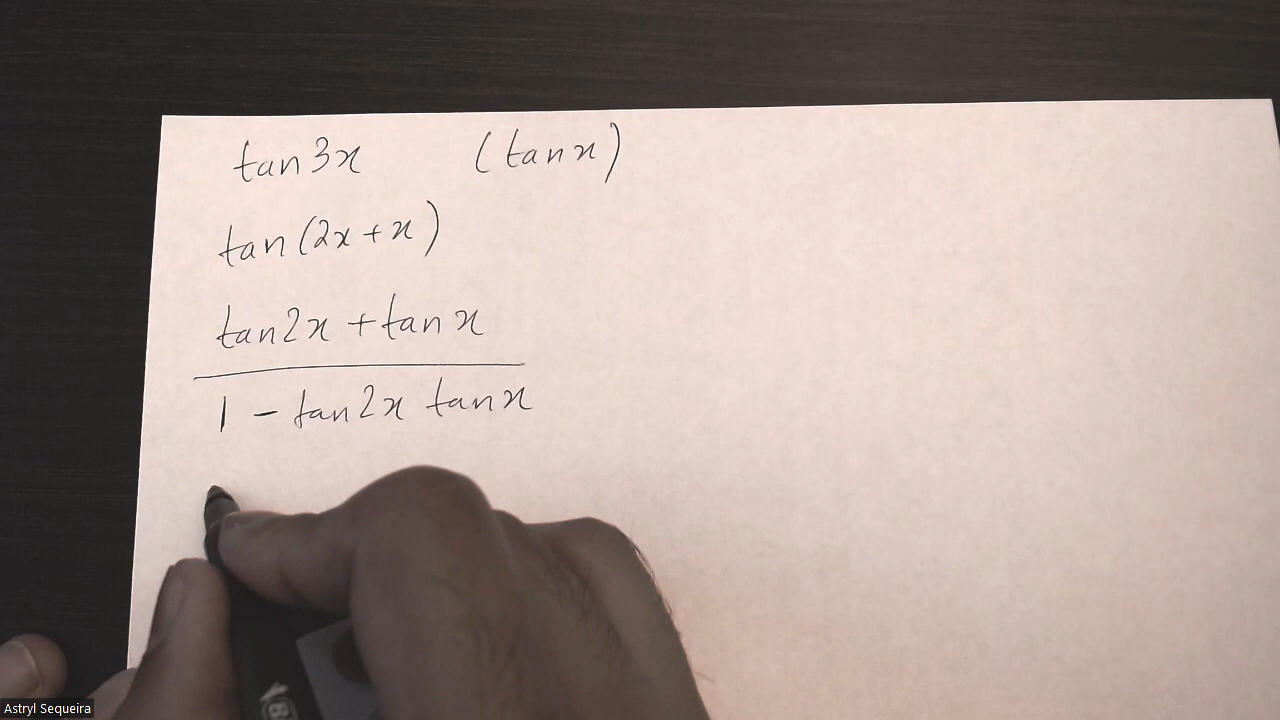 tan3x (tanx)
tan(2x+x)
tan2x + tanx
1 - tan2x tanx
Astryl Sequeira